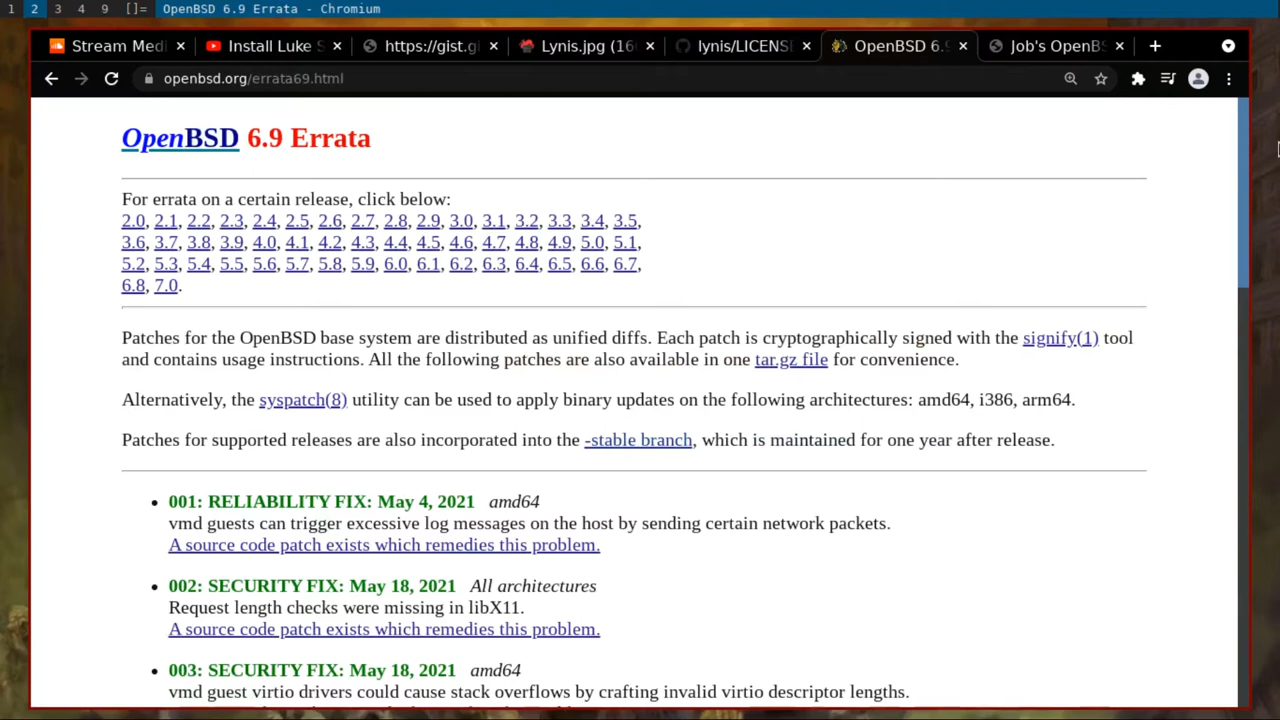 1 2 3 4 9 []= OpenBSD 6.9 Errata - Chromium
Stream Med
Install Luke S
https://gist.g
Lynis.jpg (16
lynis/LICENSE
OpenBSD 6.9
Job's OpenBS
openbsd.org/errata69.html
OpenBSD 6.9 Errata
For errata on a certain release, click below:
2.0, 2.1, 2.2, 2.3, 2.4, 2.5, 2.6, 2.7, 2.8, 2.9, 3.0, 3.1, 3.2, 3.3, 3.4, 3.5,
3.6, 3.7, 3.8, 3.9, 4.0, 4.1, 4.2, 4.3, 4.4, 4.5, 4.6, 4.7, 4.8, 4.9, 5.0, 5.1,
5.2, 5.3, 5.4, 5.5, 5.6, 5.7, 5.8, 5.9, 6.0, 6.1, 6.2, 6.3, 6.4, 6.5, 6.6, 6.7,
6.8, 7.0.
Patches for the OpenBSD base system are distributed as unified diffs. Each patch is cryptographically signed with the signify(1) tool
and contains usage instructions. All the following patches are also available in one tar.gz file for convenience.
Alternatively, the syspatch(8) utility can be used to apply binary updates on the following architectures: amd64, i386, arm64.
Patches for supported releases are also incorporated into the -stable branch, which is maintained for one year after release.
001: RELIABILITY FIX: May 4, 2021 amd64
vmd guests can trigger excessive log messages on the host by sending certain network packets.
A source code patch exists which remedies this problem.
002: SECURITY FIX: May 18, 2021 All architectures
Request length checks were missing in libX11.
A source code patch exists which remedies this problem.
003: SECURITY FIX: May 18, 2021 amd64
vmd guest virtio drivers could cause stack overflows by crafting invalid virtio descriptor lengths.